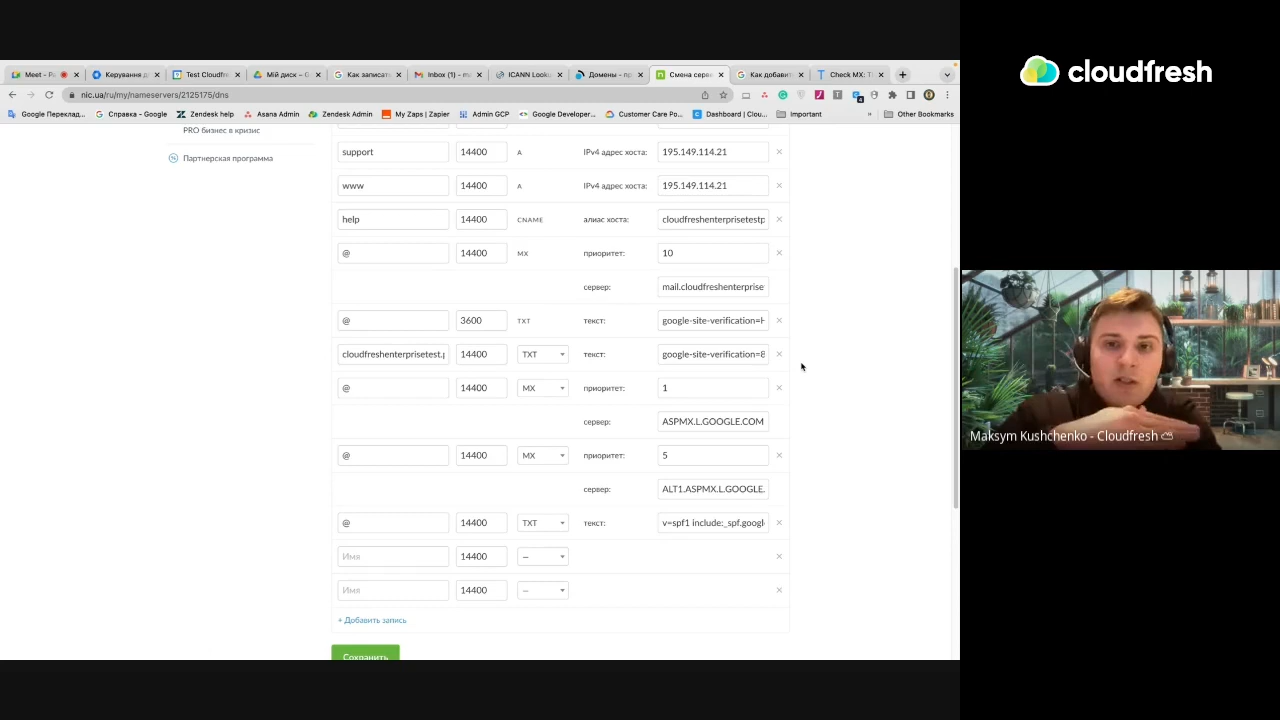 cloudfresh
Meet – P
Керування д
Test Cloudfr
Мій диск – G
Как записат
Inbox (1) – m
ICANN Look
Домены – пр
Смена серв
Как добавит
Check MX: T
nic.ua/ru/my/nameservers/2125175/dns
Google Переклад...
Справка – Google
Zendesk help
Asana Admin
Zendesk Admin
My Zaps | Zapier
Admin GCP
Google Developer...
Customer Care Po...
Dashboard | Clou...
Important
»
Other Bookmarks
PRO бизнес в кризис
Партнерская программа
support 14400 A IPv4 адрес хоста: 195.149.114.21 ×
www 14400 A IPv4 адрес хоста: 195.149.114.21 ×
help 14400 CNAME алиас хоста: cloudfreshenterprisetestp ×
@ 14400 MX приоритет: 10 ×
сервер: mail.cloudfreshenterprise
@ 3600 TXT текст: google-site-verification= ×
cloudfreshenterprisetest. 14400 TXT текст: google-site-verification=8 ×
@ 14400 MX приоритет: 1 ×
сервер: ASPMX.L.GOOGLE.COM
@ 14400 MX приоритет: 5 ×
сервер: ALT1.ASPMX.L.GOOGLE.
@ 14400 TXT текст: v=spf1 include:_spf.googl ×
Имя 14400 – ×
Имя 14400 – ×
+ Добавить запись
Сохранить
Maksym Kushchenko - Cloudfresh